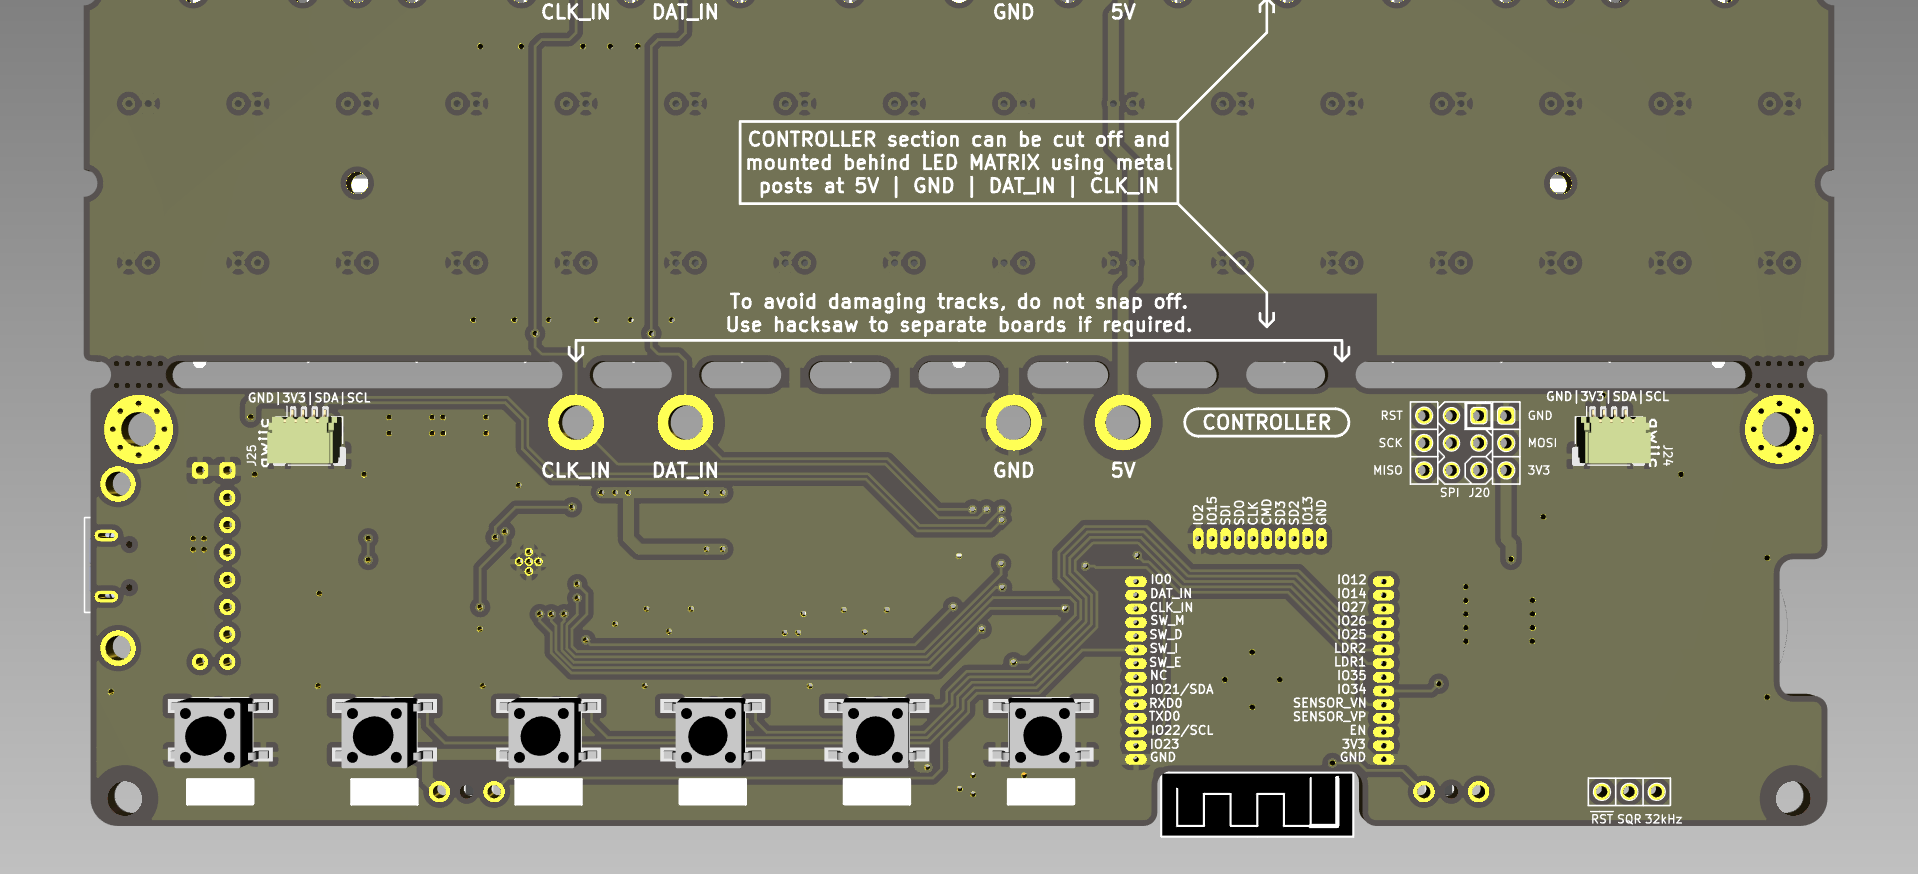 CLK_IN DAT_IN GND 5V
CONTROLLER section can be cut off and
mounted behind LED MATRIX using metal
posts at 5V | GND | DAT_IN | CLK_IN
To avoid damaging tracks, do not snap off.
Use hacksaw to separate boards if required.
GND|3V3|SDA|SCL
J25
qwiic
CLK_IN DAT_IN GND 5V
CONTROLLER
RST
SCK
MISO
GND
MOSI
3V3
SPI J20
GND|3V3|SDA|SCL
qwiic
J24
IO2
IO15
SDI
SDO
CLK
CMD
SD3
SD2
IO13
GND
IO0
DAT_IN
CLK_IN
SW_M
SW_D
SW_I
SW_E
NC
IO21/SDA
RXD0
TXD0
IO22/SCL
IO23
GND
IO12
IO14
IO27
IO26
IO25
LDR2
LDR1
IO35
IO34
SENSOR_VN
SENSOR_VP
EN
3V3
GND
RST SQR 32kHz